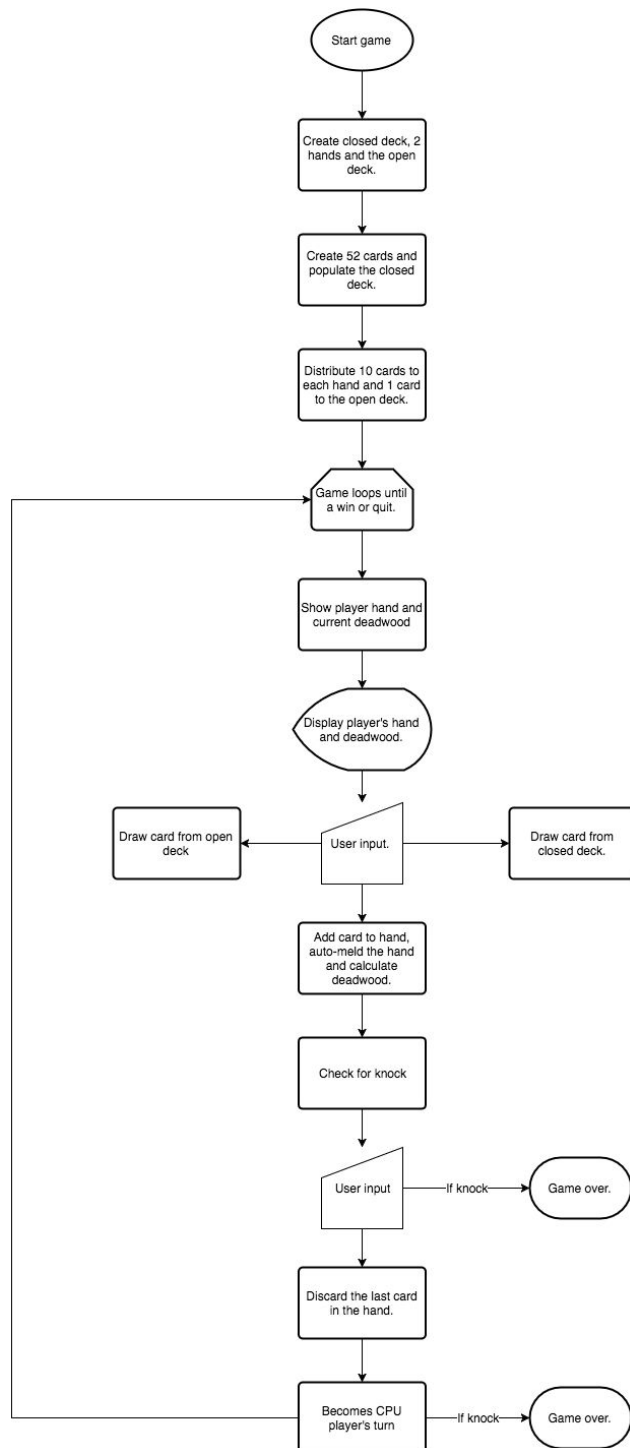 Start game
Create closed deck, 2
hands and the open
deck.
Create 52 cards and
populate the closed
deck.
Distribute 10 cards to
each hand and 1 card
to the open deck.
Game loops until
a win or quit.
Show player hand and
current deadwood
Display player's hand
and deadwood.
Draw card from open
deck
User input.
Draw card from
closed deck.
Add card to hand,
auto-meld the hand
and calculate
deadwood.
Check for knock
User input
If knock
Game over.
Discard the last card
in the hand.
Becomes CPU
player's turn
If knock
Game over.